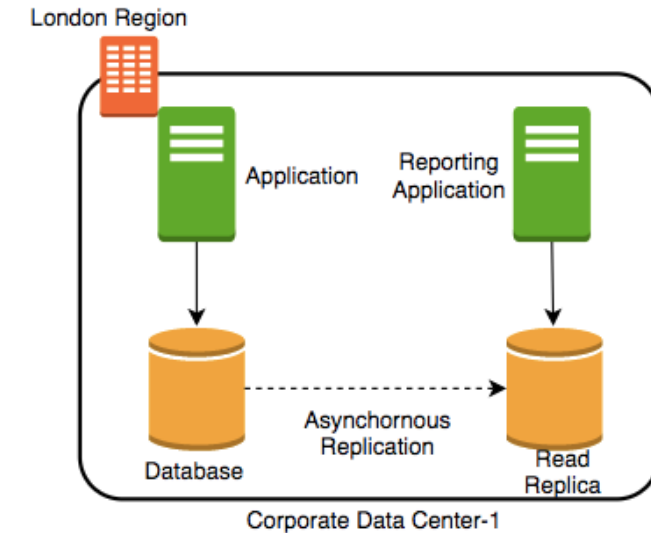 London Region
Application
Reporting
Application
Asynchornous
Replication
Database
Read
Replica
Corporate Data Center-1